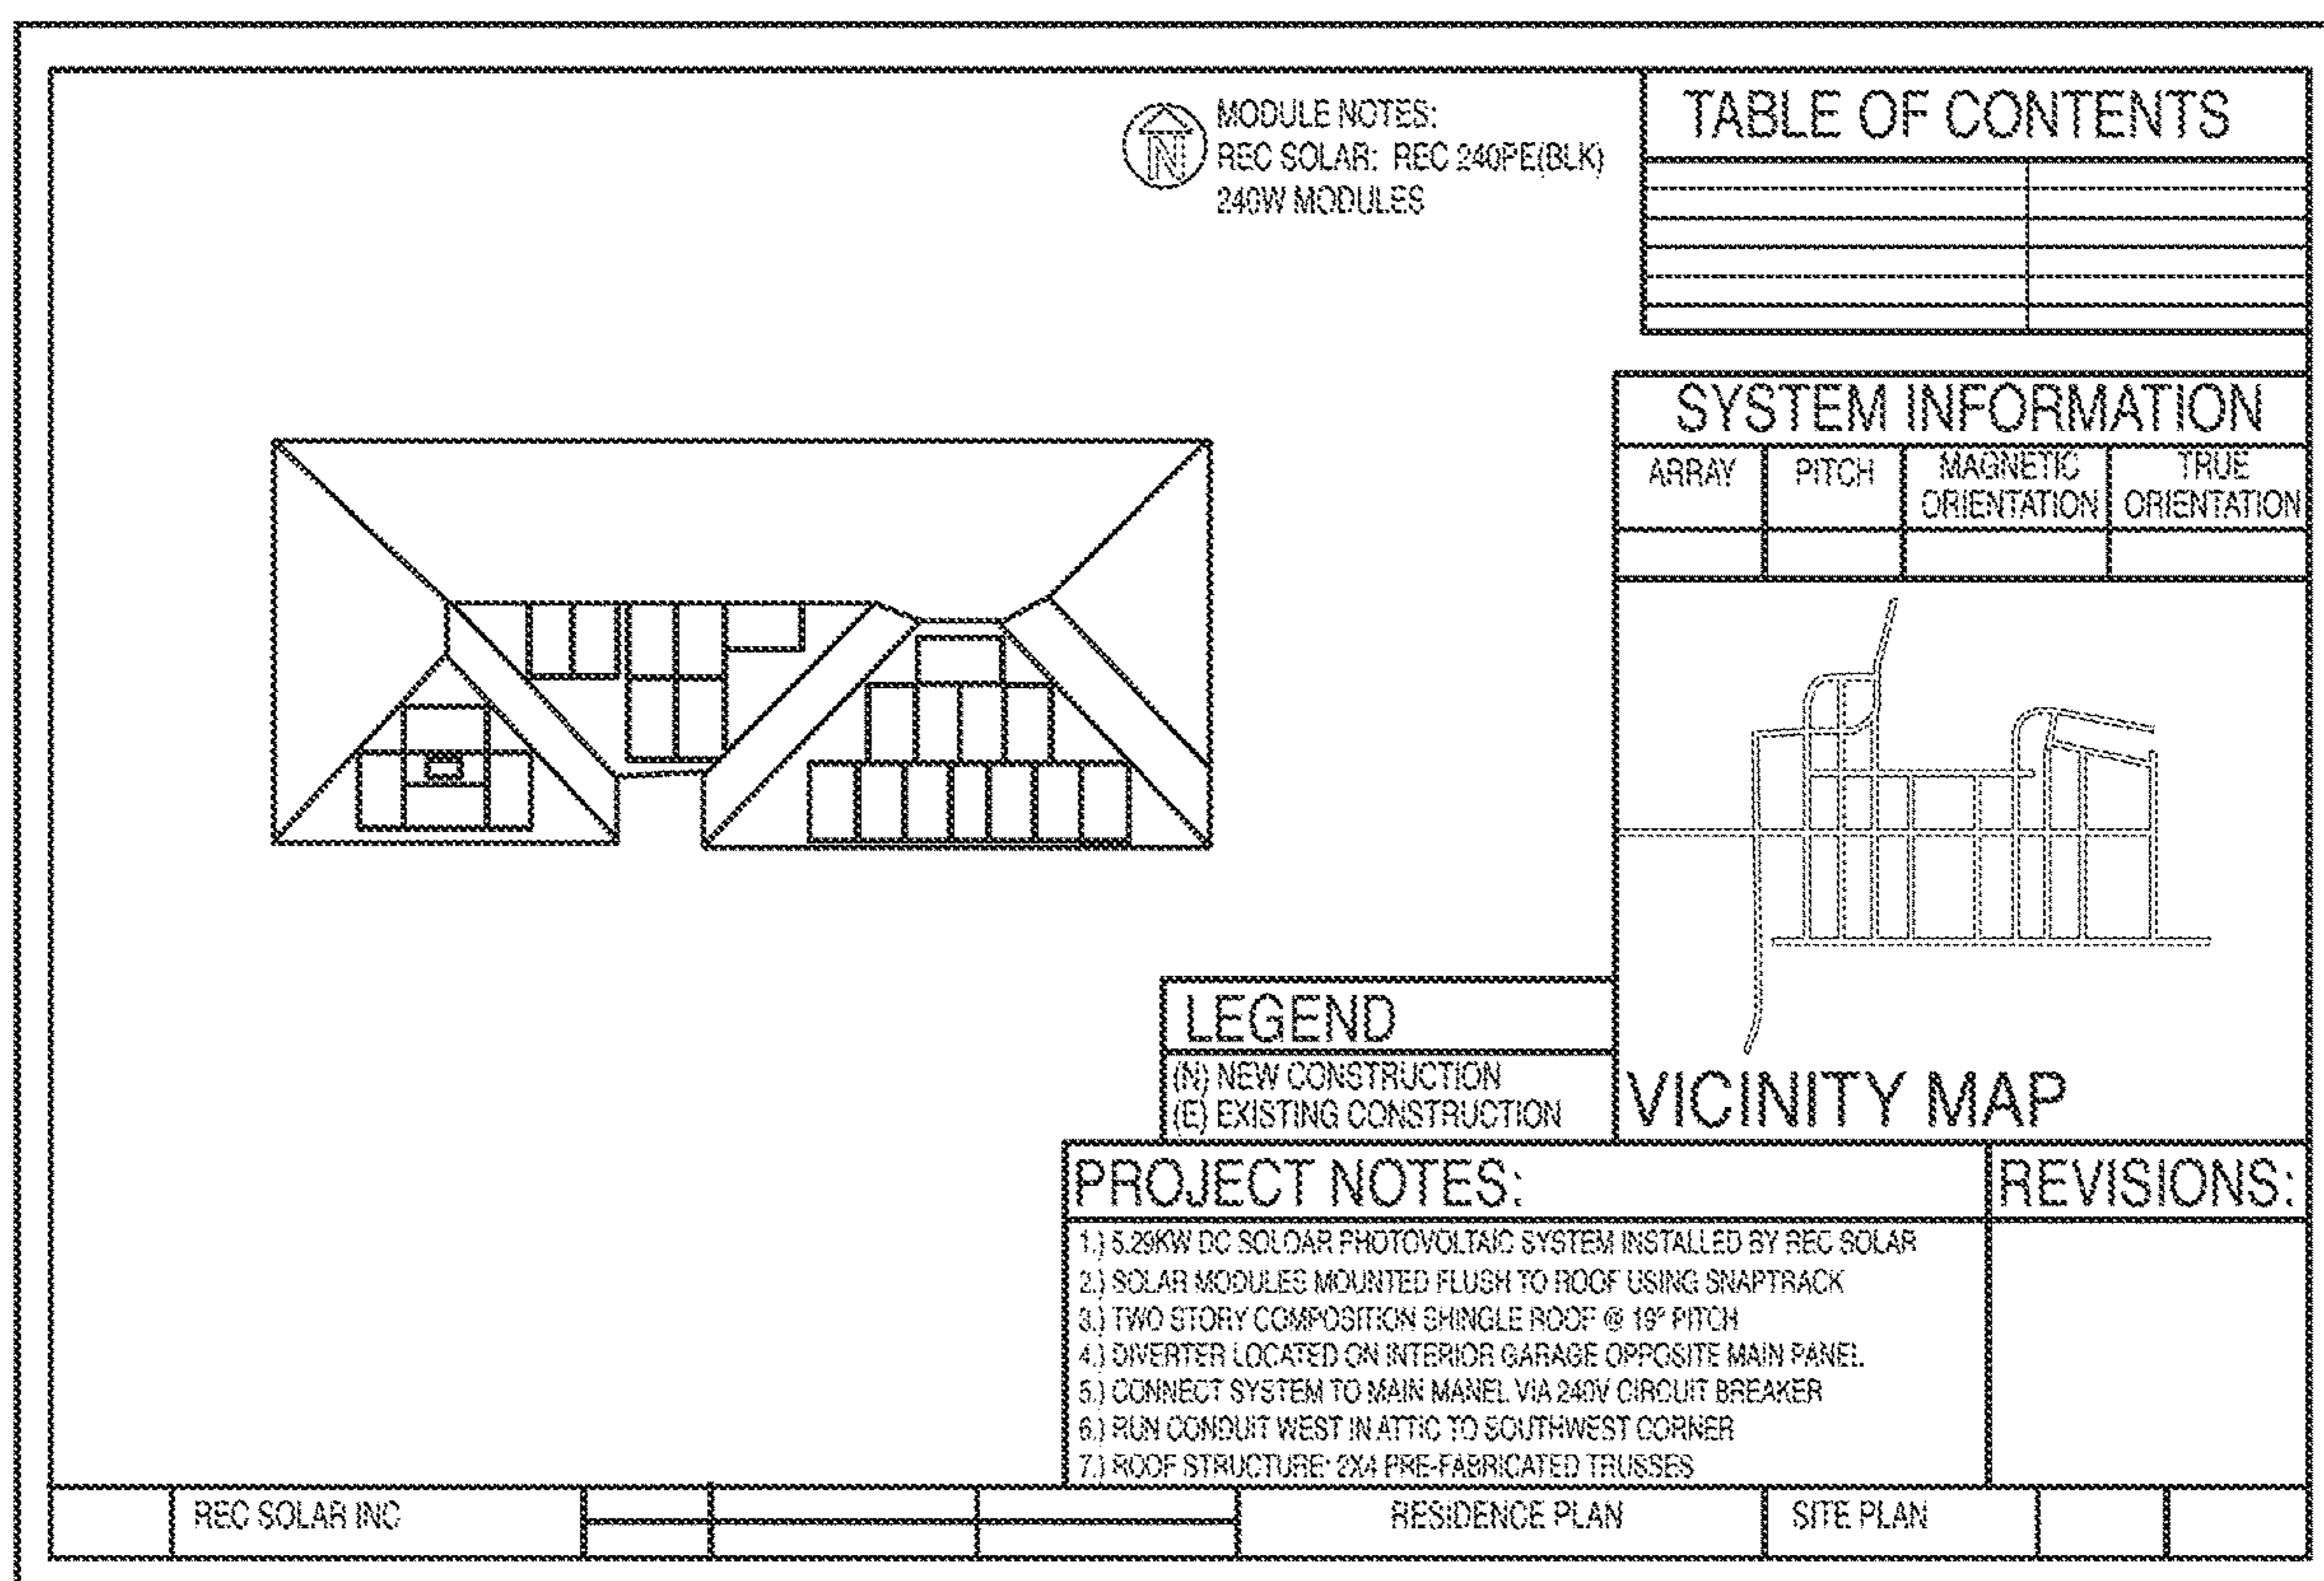 N
MODULE NOTES:
REC SOLAR: REC 240PE(BLK)
240W MODULES
TABLE OF CONTENTS
SYSTEM INFORMATION
ARRAY
PITCH
MAGNETIC
ORIENTATION
TRUE
ORIENTATION
LEGEND
(N) NEW CONSTRUCTION
(E) EXISTING CONSTRUCTION
VICINITY MAP
PROJECT NOTES:
1.) 5.29KW DC SOLOAR PHOTOVOLTAIC SYSTEM INSTALLED BY REC SOLAR
2.) SOLAR MODULES MOUNTED FLUSH TO ROOF USING SNAPTRACK
3.) TWO STORY COMPOSITION SHINGLE ROOF @ 19° PITCH
4.) DIVERTER LOCATED ON INTERIOR GARAGE OPPOSITE MAIN PANEL
5.) CONNECT SYSTEM TO MAIN MANEL VIA 240V CIRCUIT BREAKER
6.) RUN CONDUIT WEST IN ATTIC TO SOUTHWEST CORNER
7.) ROOF STRUCTURE: 2X4 PRE-FABRICATED TRUSSES
REVISIONS:
REC SOLAR INC
RESIDENCE PLAN
SITE PLAN